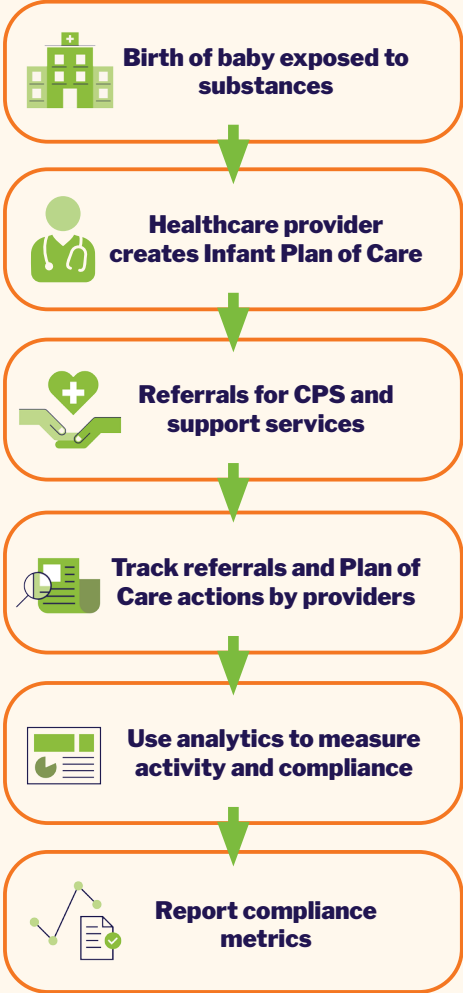 Birth of baby exposed to
substances
Healthcare provider
creates Infant Plan of Care
Referrals for CPS and
support services
Track referrals and Plan of
Care actions by providers
Use analytics to measure
activity and compliance
Report compliance
metrics